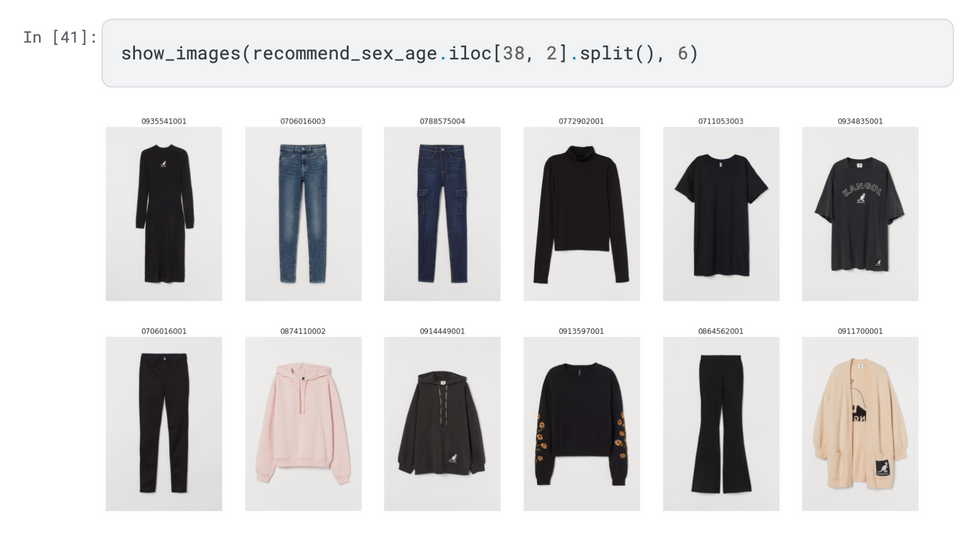 In [41]:
show_images(recommend_sex_age.iloc[38, 2].split(), 6)
0935541001 0706016003 0788575004 0772902001 0711053003 0934835001
KANGOL
0706016001 0874110002 0914449001 0913597001 0864562001 0911700001